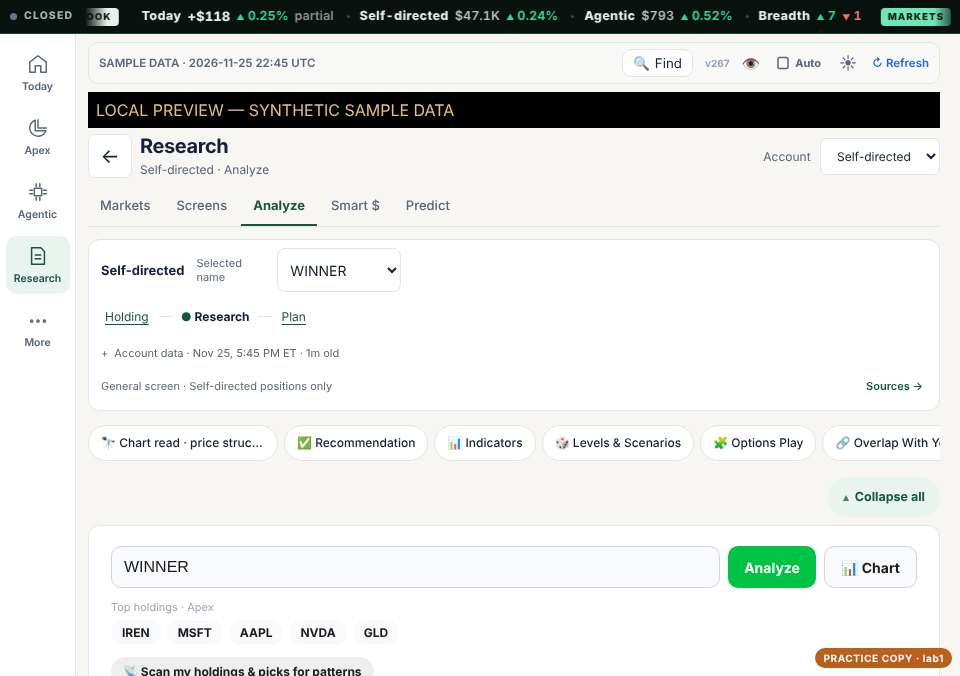 CLOSED OOK Today +$118 ▲ 0.25% partial · Self-directed $47.1K ▲ 0.24% · Agentic $793 ▲ 0.52% · Breadth ▲ 7 ▼ 1 MARKETS
SAMPLE DATA · 2026-11-25 22:45 UTC 🔍 Find v267 Auto Refresh
LOCAL PREVIEW — SYNTHETIC SAMPLE DATA
Today
Apex
Agentic
Research
More
Research
Self-directed · Analyze
Account Self-directed
Markets Screens Analyze Smart $ Predict
Self-directed Selected name WINNER
Holding Research Plan
+ Account data · Nov 25, 5:45 PM ET · 1m old
General screen · Self-directed positions only Sources →
Chart read · price struc... Recommendation Indicators Levels & Scenarios Options Play Overlap With Yo
▲ Collapse all
WINNER Analyze Chart
Top holdings · Apex
IREN MSFT AAPL NVDA GLD
Scan my holdings & picks for patterns
PRACTICE COPY · lab1